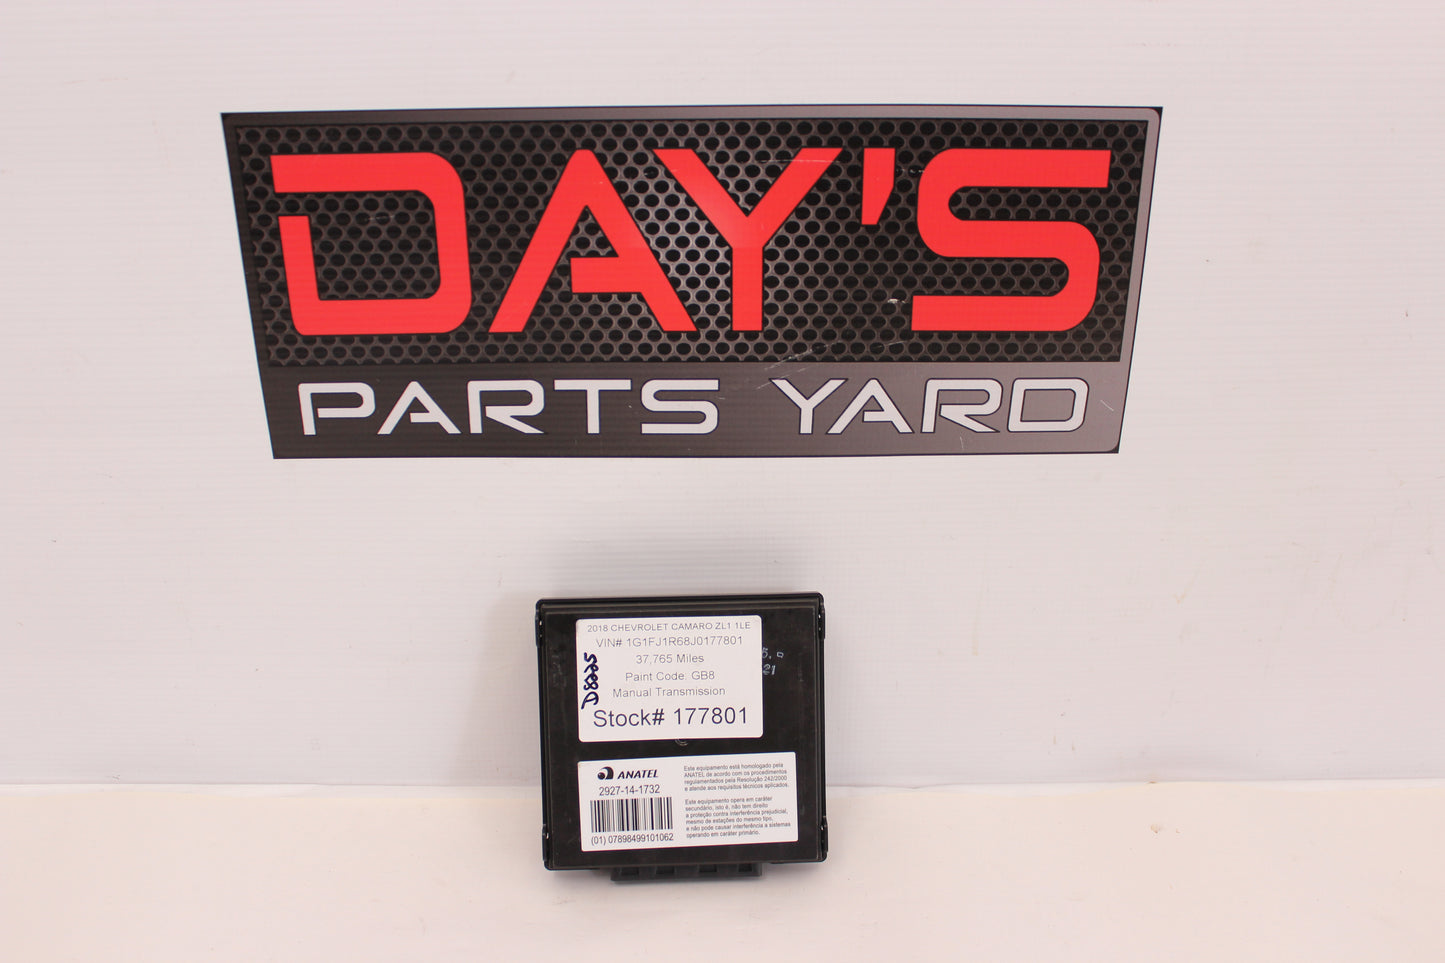 DAY'S
PARTS YARD
2018 CHEVROLET CAMARO ZL1 1LE
VIN# 1G1FJ1R68J0177801
37,765 Miles
Paint Code: GB8
Manual Transmission
Stock# 177801
D8225
21
ANATEL
2927-14-1732
(01) 07898499101062
Este equipamento está homologado pela
ANATEL de acordo com os procedimentos
regulamentados pela Resolução 242/2000
e atende aos requisitos técnicos aplicados.
Este equipamento opera em caráter
secundário, isto é, não tem direito
a proteção contra interferência prejudicial,
mesmo de estações do mesmo tipo,
e não pode causar interferência a sistemas
operando em caráter primário.